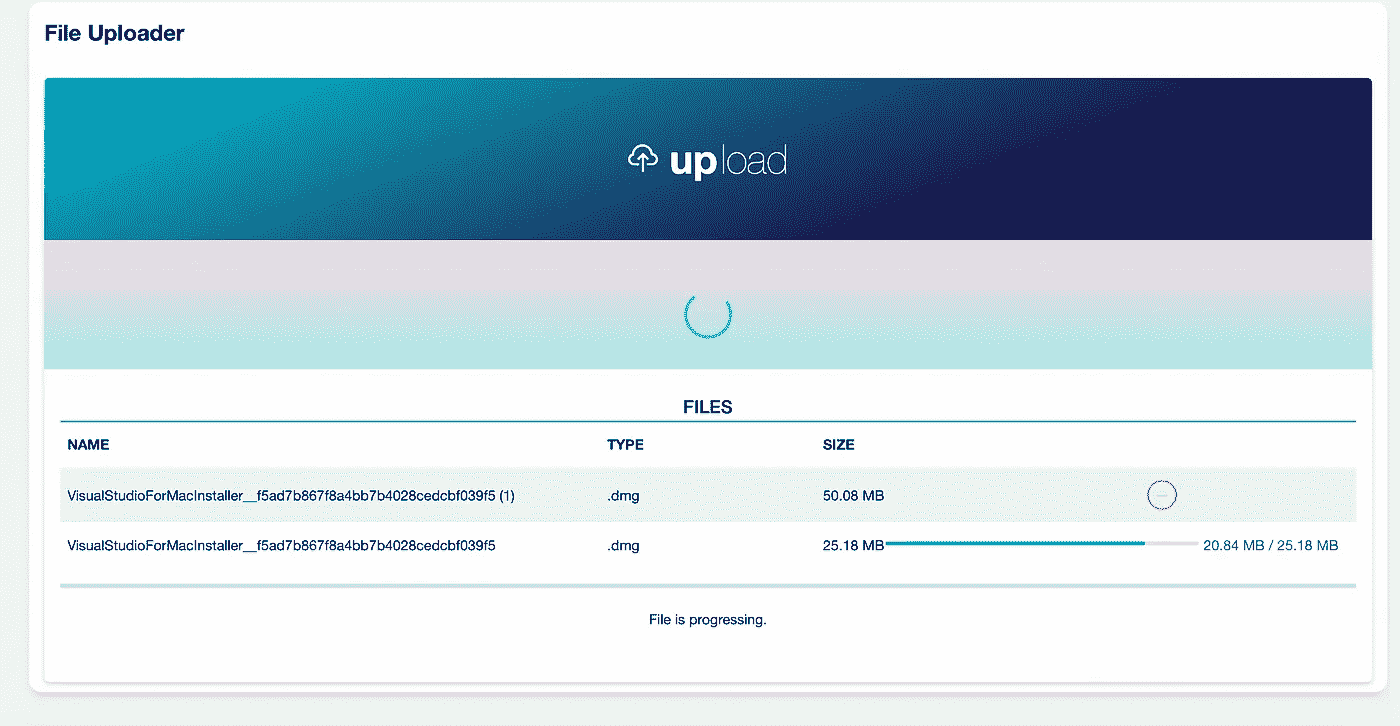 File Uploader
upload
FILES
NAME TYPE SIZE
VisualStudioForMacInstaller__f5ad7b867f8a4bb7b4028cedcbf039f5 (1) .dmg 50.08 MB
VisualStudioForMacInstaller__f5ad7b867f8a4bb7b4028cedcbf039f5 .dmg 25.18 MB 20.84 MB / 25.18 MB
File is progressing.